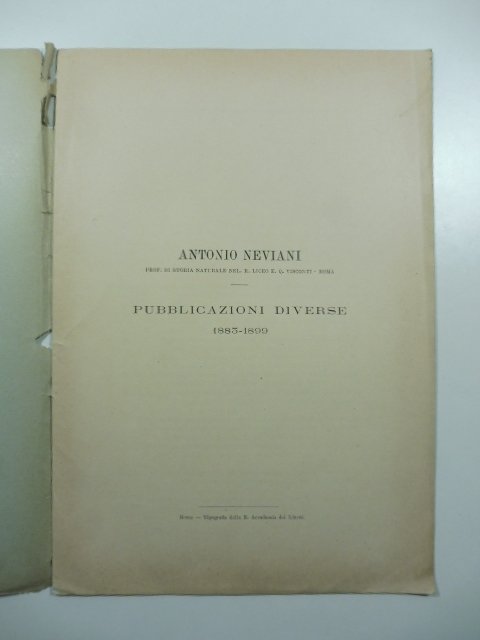 ANTONIO NEVIANI
PROF. DI STORIA NATURALE NEL R. LICEO E. Q. VISCONTI - ROMA
PUBBLICAZIONI DIVERSE
1885-1899
Roma — Tipografia della R. Accademia dei Lincei.